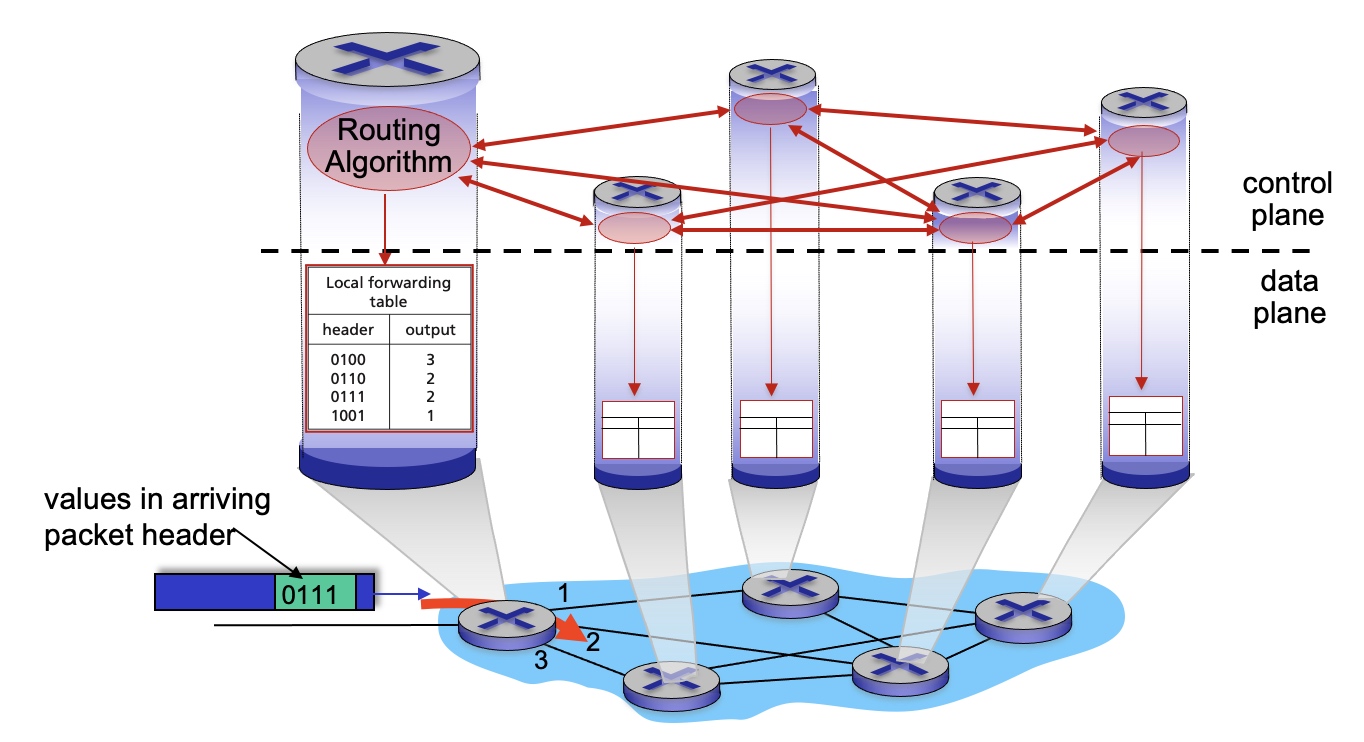 Routing
Algorithm
control
plane
data
plane
Local forwarding
table
header output
0100 3
0110 2
0111 2
1001 1
values in arriving
packet header
0111
1
2
3